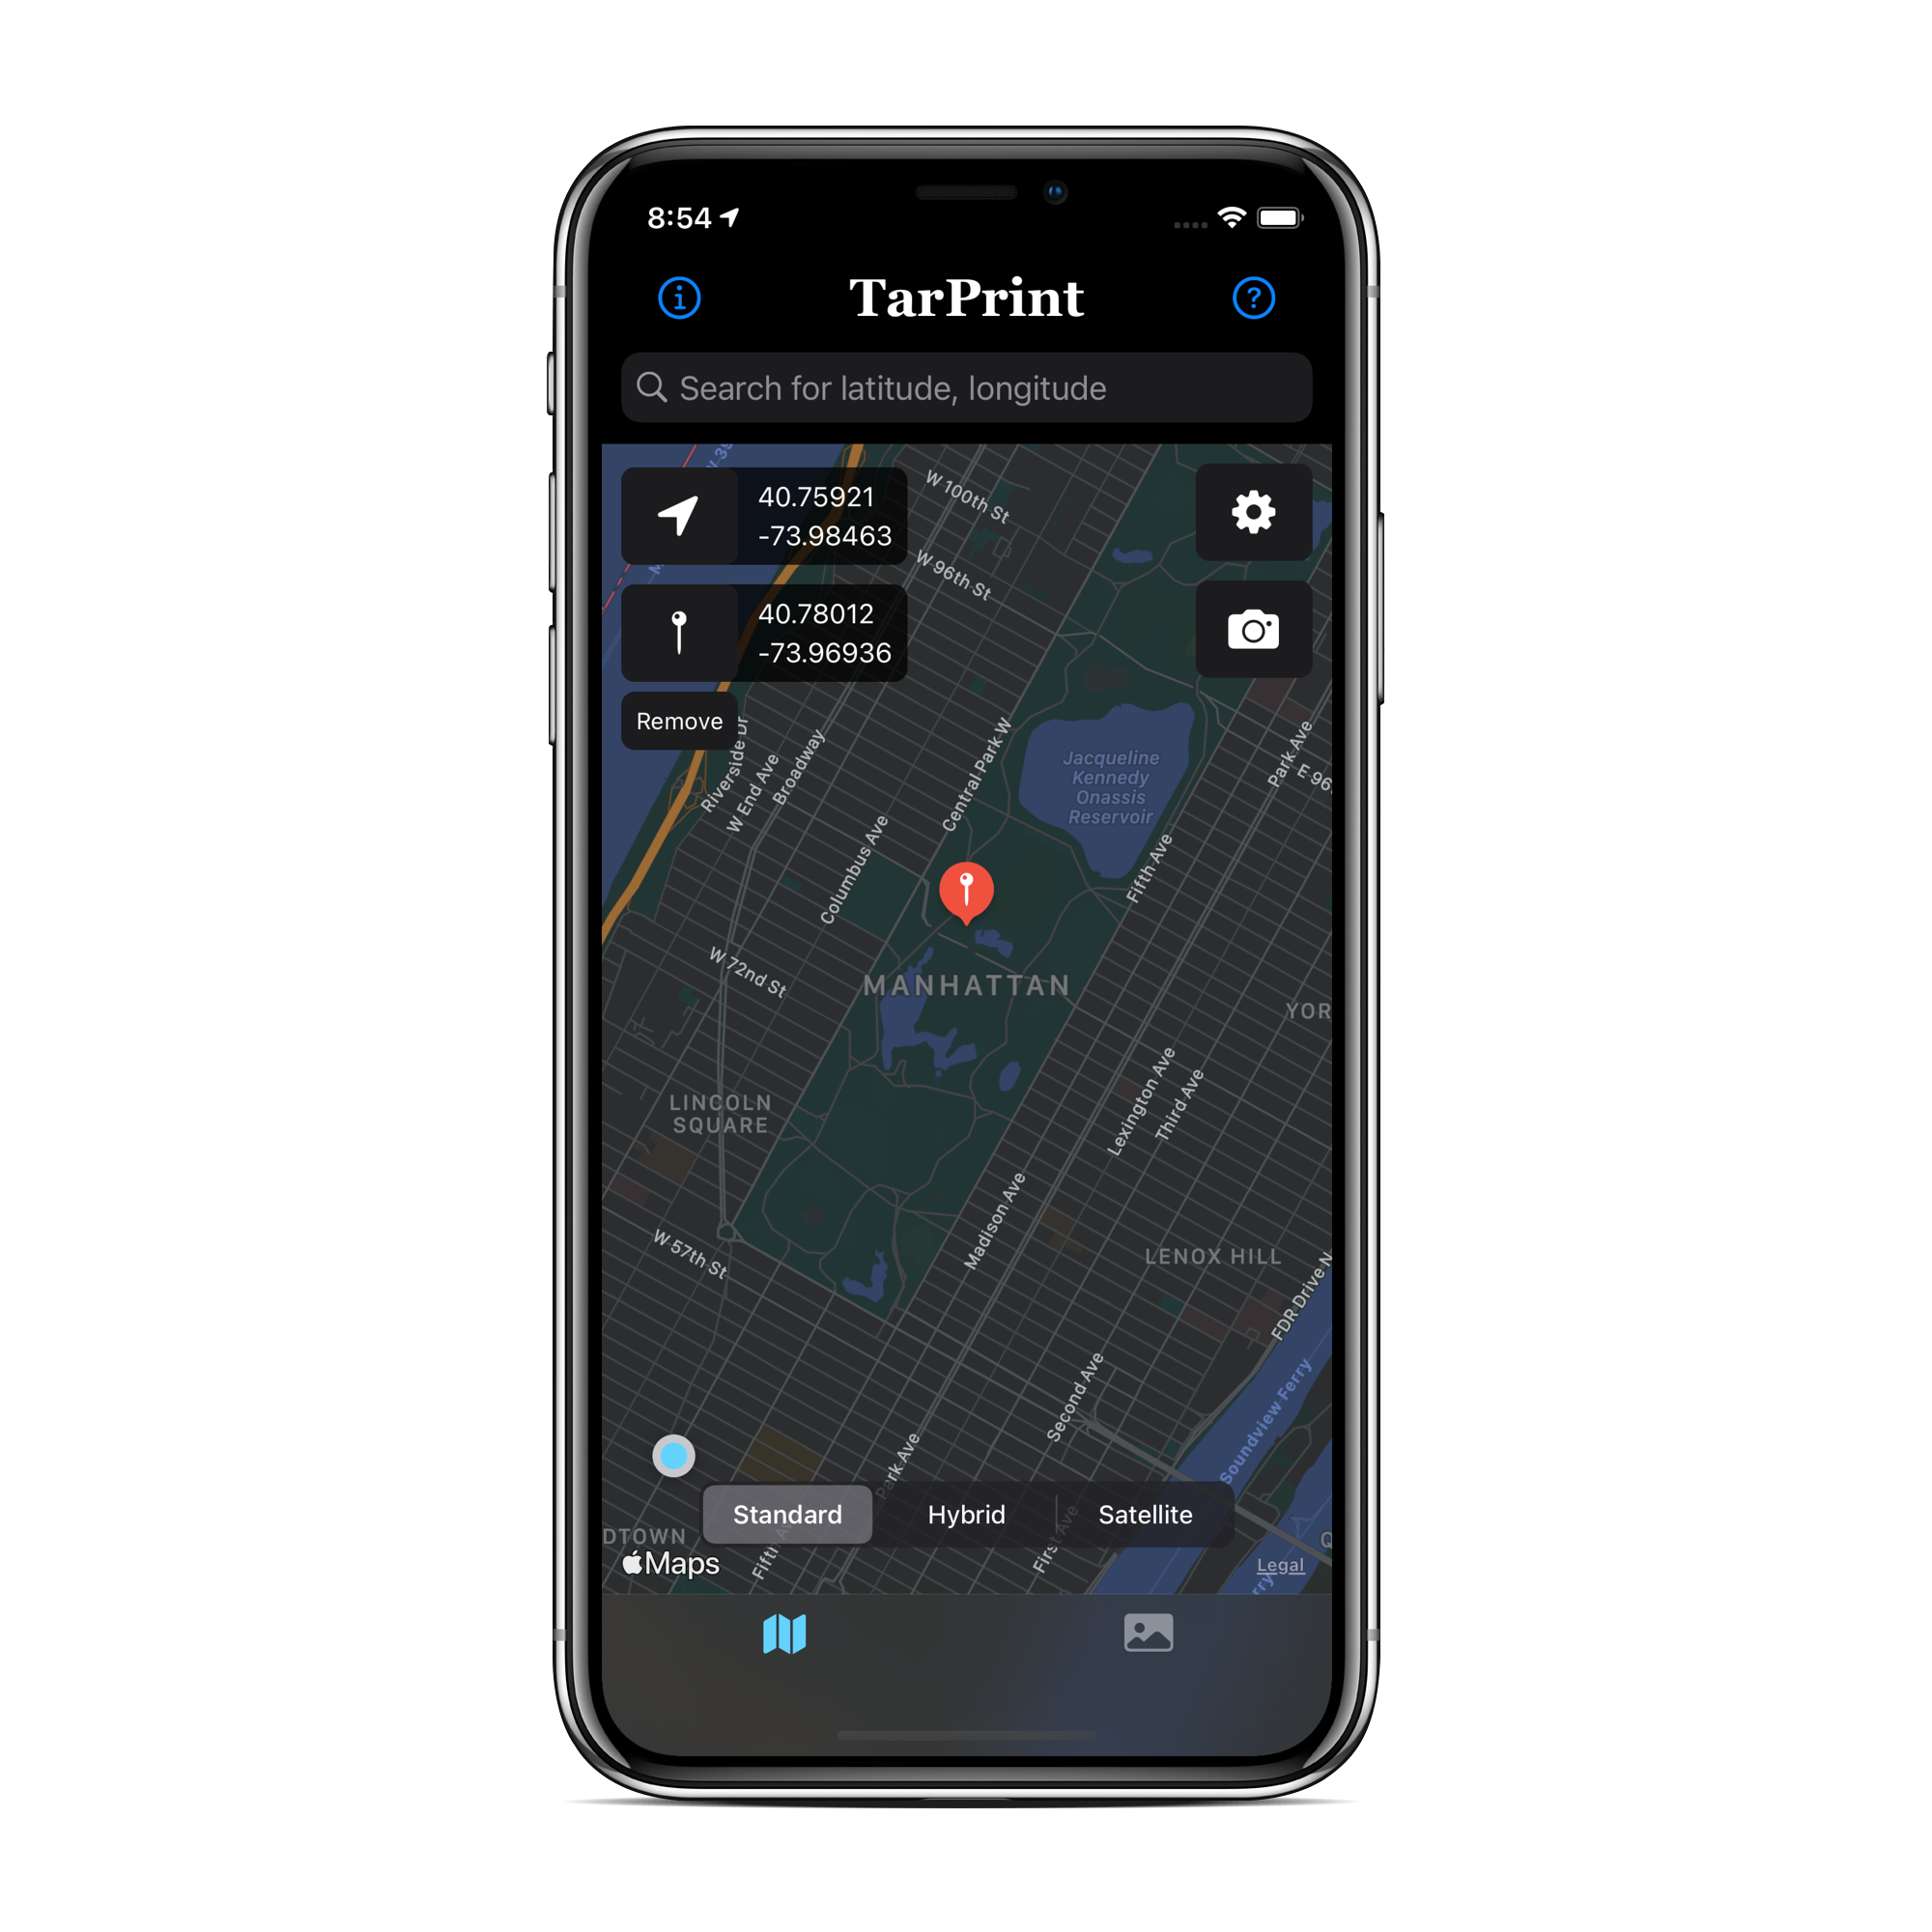 8:54
TarPrint
Search for latitude, longitude
40.75921
-73.98463
40.78012
-73.96936
Remove
W 100th St
W 96th St
Riverside Dr
W End Ave
Broadway
Columbus Ave
Central Park W
Jacqueline
Kennedy
Onassis
Reservoir
Park Ave
E 96
Fifth Ave
W 72nd St
MANHATTAN
YOR
LINCOLN
SQUARE
Lexington Ave
Third Ave
Madison Ave
W 57th St
LENOX HILL
FDR Drive N
Second Ave
Soundview Ferry
Park Ave
Standard
Hybrid
Satellite
DTOWN
Maps
Fifth A
First Ave
Legal